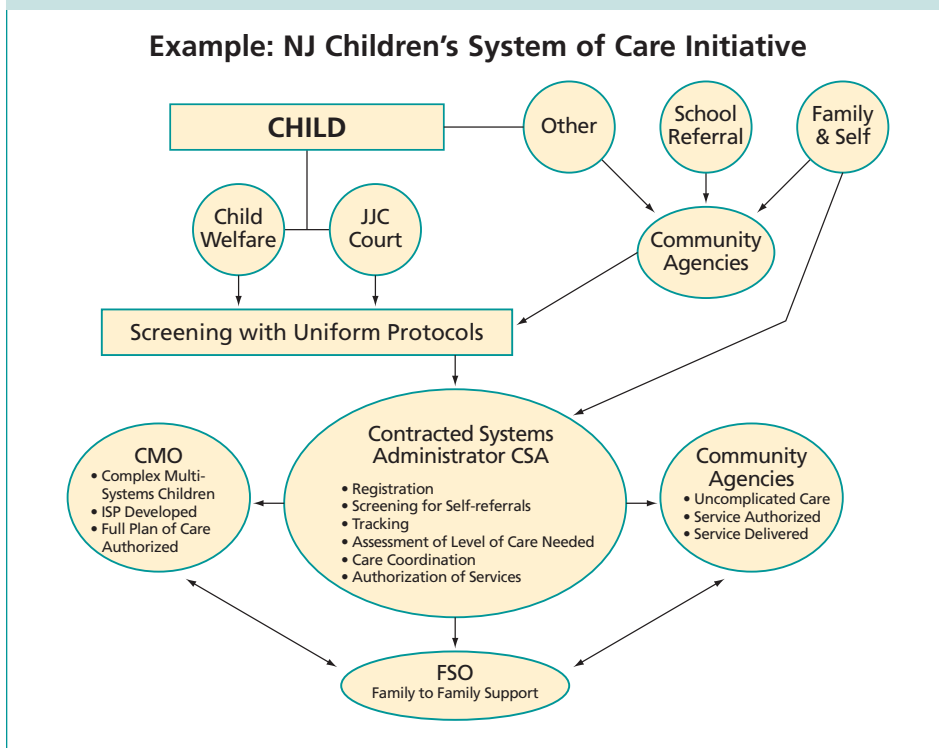 Example: NJ Children's System of Care Initiative
CHILD
Other
School
Referral
Family
& Self
Child
Welfare
JJC
Court
Community
Agencies
Screening with Uniform Protocols
Contracted Systems
Administrator CSA
• Registration
• Screening for Self-referrals
• Tracking
• Assessment of Level of Care Needed
• Care Coordination
• Authorization of Services
CMO
• Complex Multi-
Systems Children
• ISP Developed
• Full Plan of Care
Authorized
Community
Agencies
• Uncomplicated Care
• Service Authorized
• Service Delivered
FSO
Family to Family Support